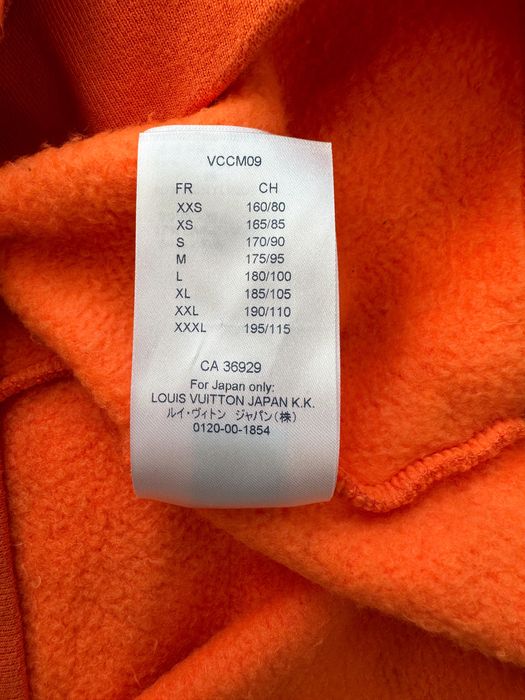 VCCM09
FR CH
XXS 160/80
XS 165/85
S 170/90
M 175/95
L 180/100
XL 185/105
XXL 190/110
XXXL 195/115
CA 36929
For Japan only:
LOUIS VUITTON JAPAN K.K.
ルイ・ヴィトン ジャパン(株)
0120-00-1854